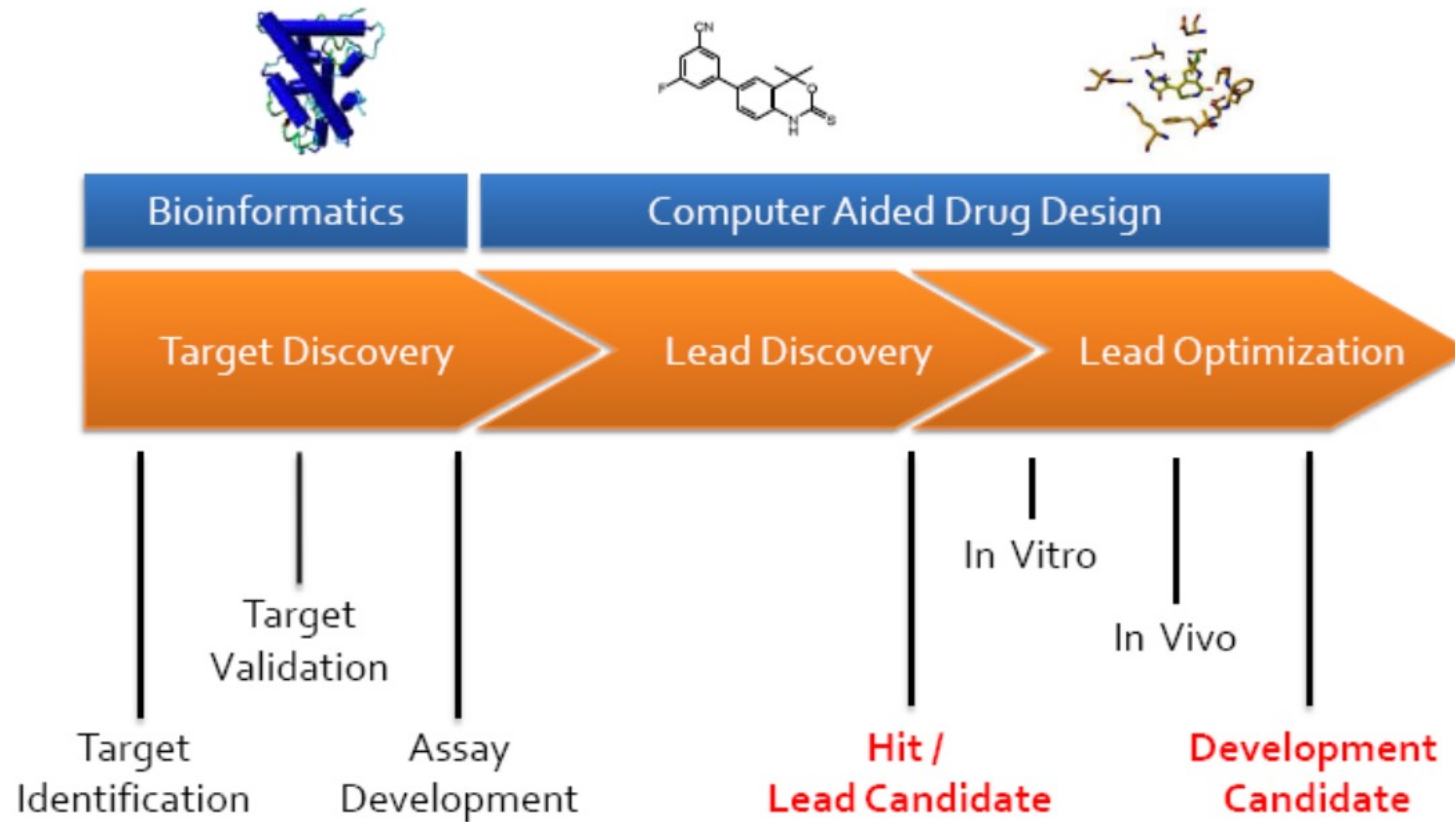 CN
F
O
N
H
S
Bioinformatics
Computer Aided Drug Design
Target Discovery
Lead Discovery
Lead Optimization
In Vitro
Target
Validation
In Vivo
Target
Identification
Assay
Development
Hit /
Lead Candidate
Development
Candidate